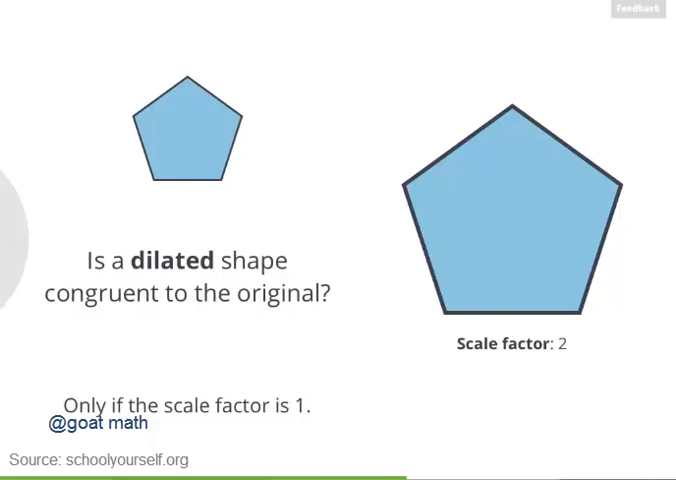 Feedback
Is a dilated shape
congruent to the original?
Scale factor: 2
Only if the scale factor is 1.
@goat math
Source: schoolyourself.org